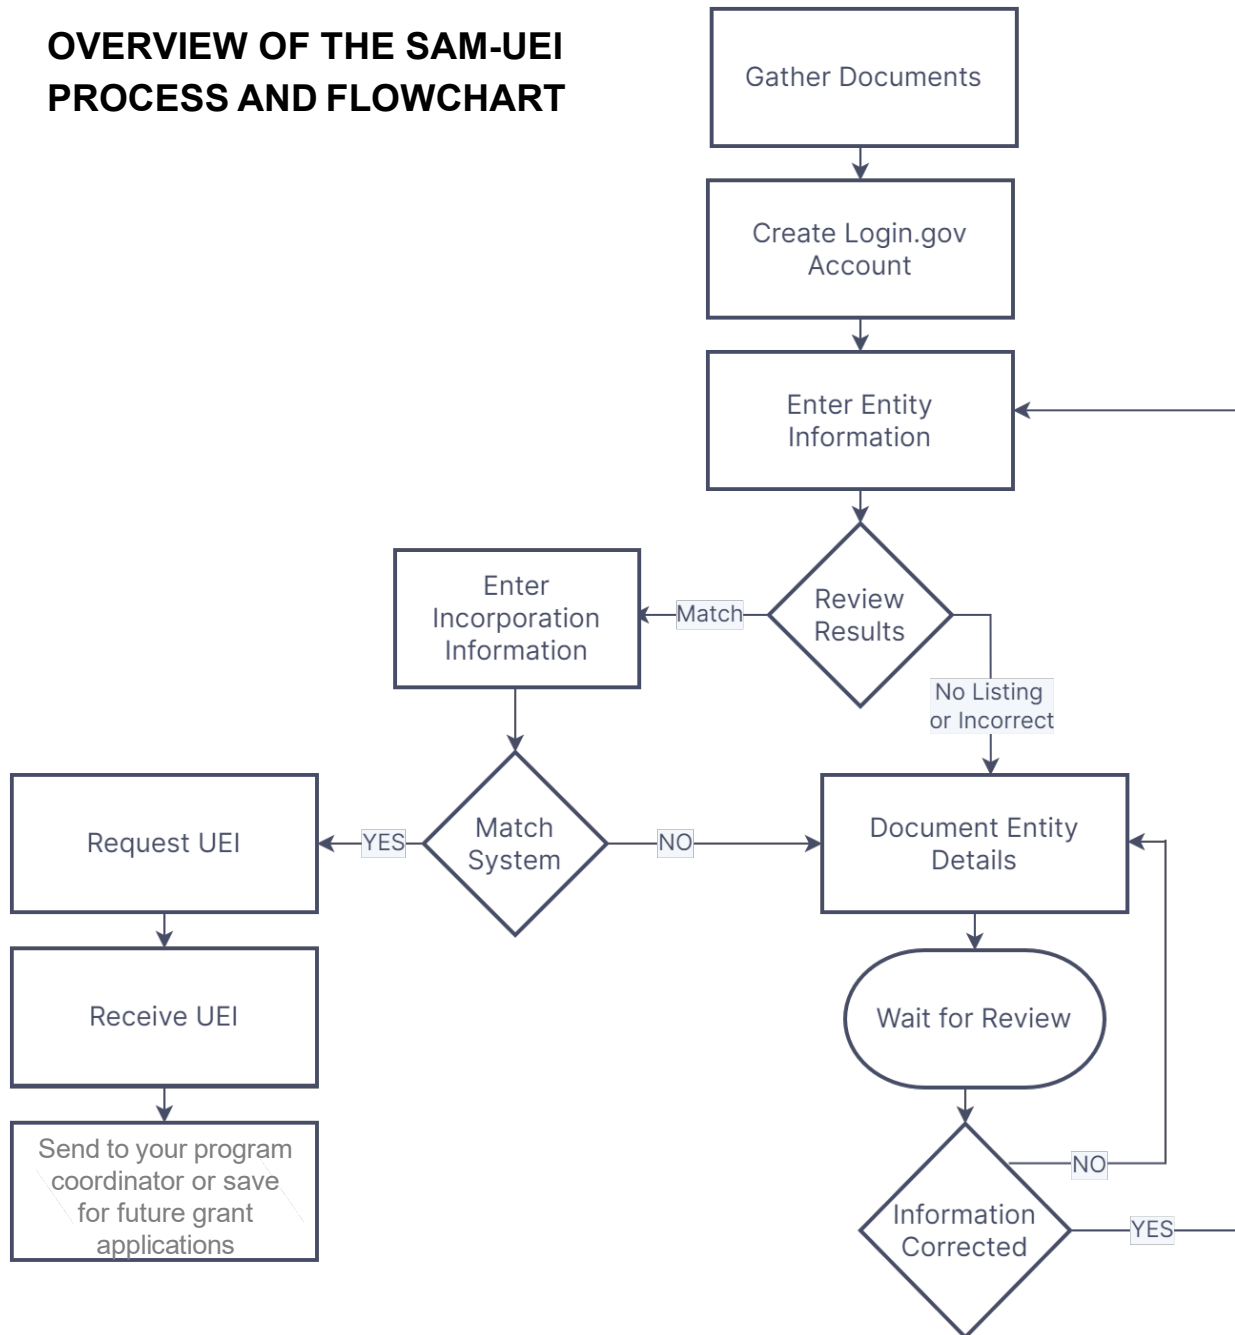 OVERVIEW OF THE SAM-UEI
PROCESS AND FLOWCHART
Gather Documents
Create Login.gov
Account
Enter Entity
Information
Review
Results
Match
Enter
Incorporation
Information
No Listing
or Incorrect
Match
System
YES
NO
Request UEI
Document Entity
Details
Receive UEI
Wait for Review
Send to your program
coordinator or save
for future grant
applications
NO
Information
Corrected
YES